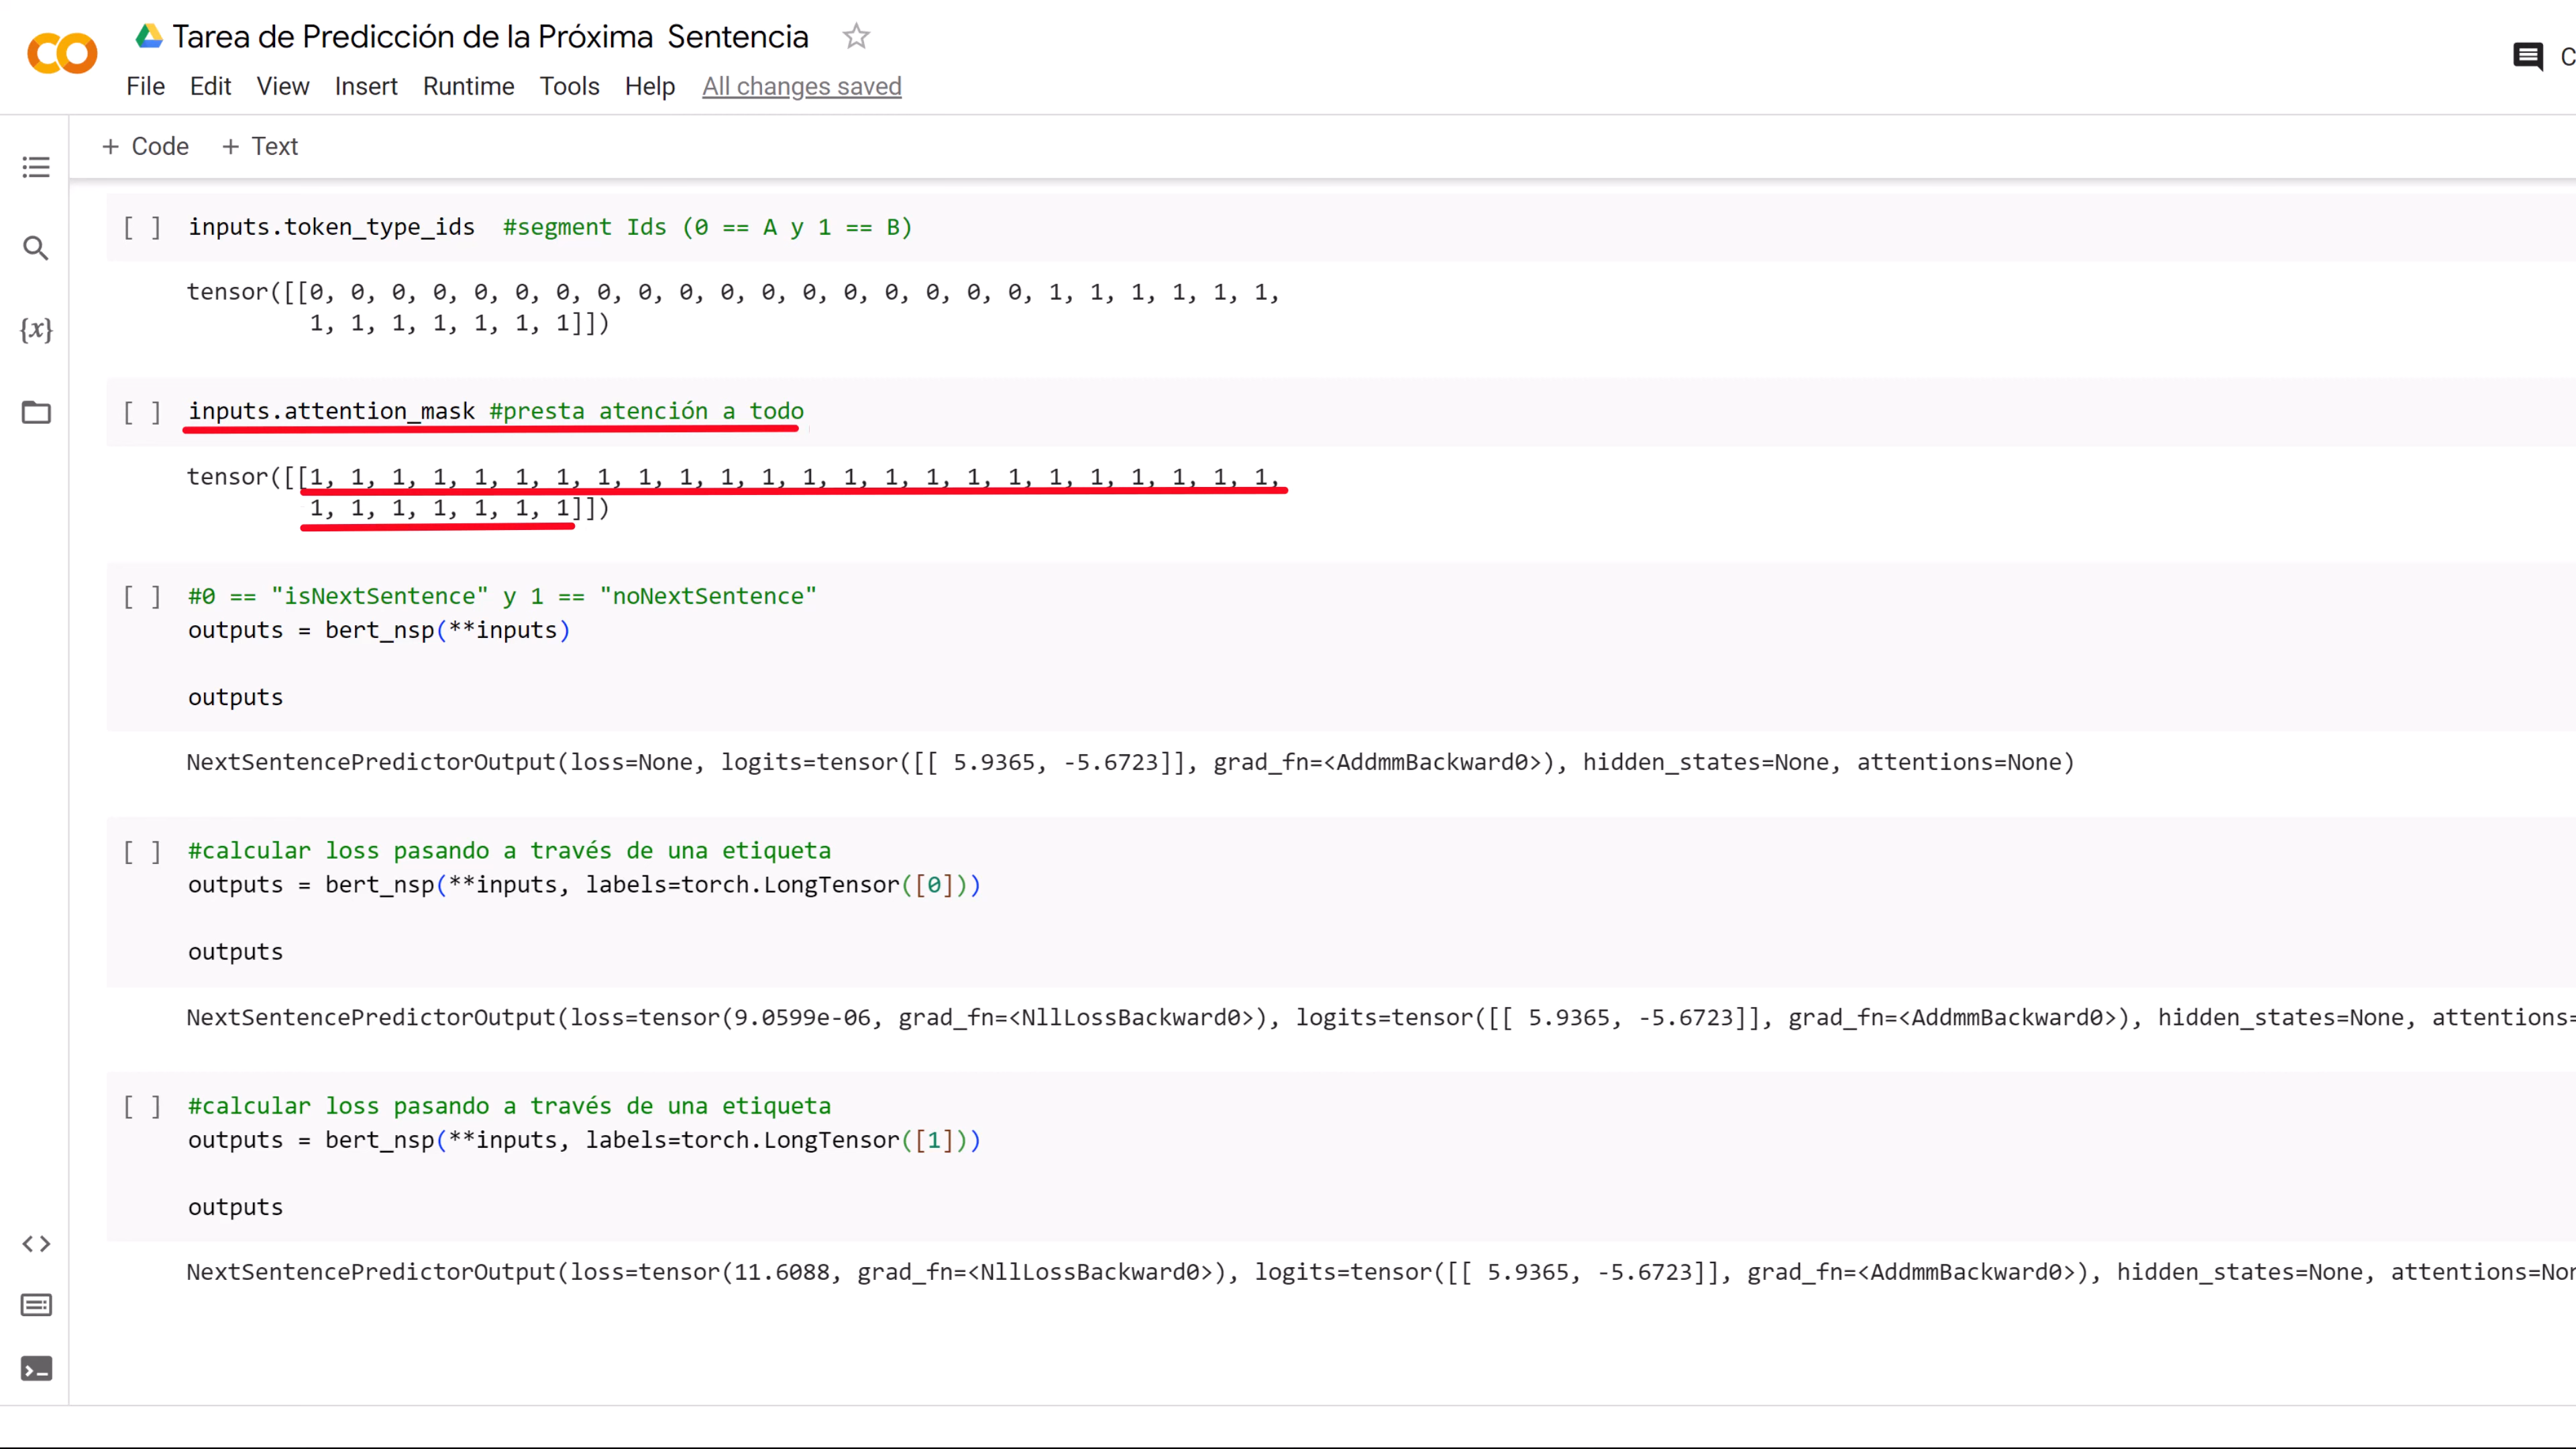 Tarea de Predicción de la Próxima Sentencia
File Edit View Insert Runtime Tools Help All changes saved
+ Code + Text
[ ] inputs.token_type_ids #segment Ids (0 == A y 1 == B)
tensor([[0, 0, 0, 0, 0, 0, 0, 0, 0, 0, 0, 0, 0, 0, 0, 0, 0, 0, 1, 1, 1, 1, 1, 1,
1, 1, 1, 1, 1, 1, 1]])
[ ] inputs.attention_mask #presta atención a todo
tensor([[1, 1, 1, 1, 1, 1, 1, 1, 1, 1, 1, 1, 1, 1, 1, 1, 1, 1, 1, 1, 1, 1, 1, 1,
1, 1, 1, 1, 1, 1, 1]])
[ ] #0 == "isNextSentence" y 1 == "noNextSentence"
outputs = bert_nsp(**inputs)
outputs
NextSentencePredictorOutput(loss=None, logits=tensor([[ 5.9365, -5.6723]], grad_fn=<AddmmBackward0>), hidden_states=None, attentions=None)
[ ] #calcular loss pasando a través de una etiqueta
outputs = bert_nsp(**inputs, labels=torch.LongTensor([0]))
outputs
NextSentencePredictorOutput(loss=tensor(9.0599e-06, grad_fn=<NllLossBackward0>), logits=tensor([[ 5.9365, -5.6723]], grad_fn=<AddmmBackward0>), hidden_states=None, attentions=
[ ] #calcular loss pasando a través de una etiqueta
outputs = bert_nsp(**inputs, labels=torch.LongTensor([1]))
outputs
NextSentencePredictorOutput(loss=tensor(11.6088, grad_fn=<NllLossBackward0>), logits=tensor([[ 5.9365, -5.6723]], grad_fn=<AddmmBackward0>), hidden_states=None, attentions=Non